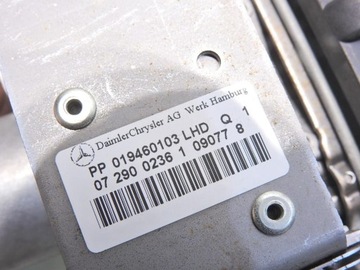 DaimlerChrysler AG Werk Hamburg
PP 019460103 LHD Q 1
07 290 0236 1 09077 8